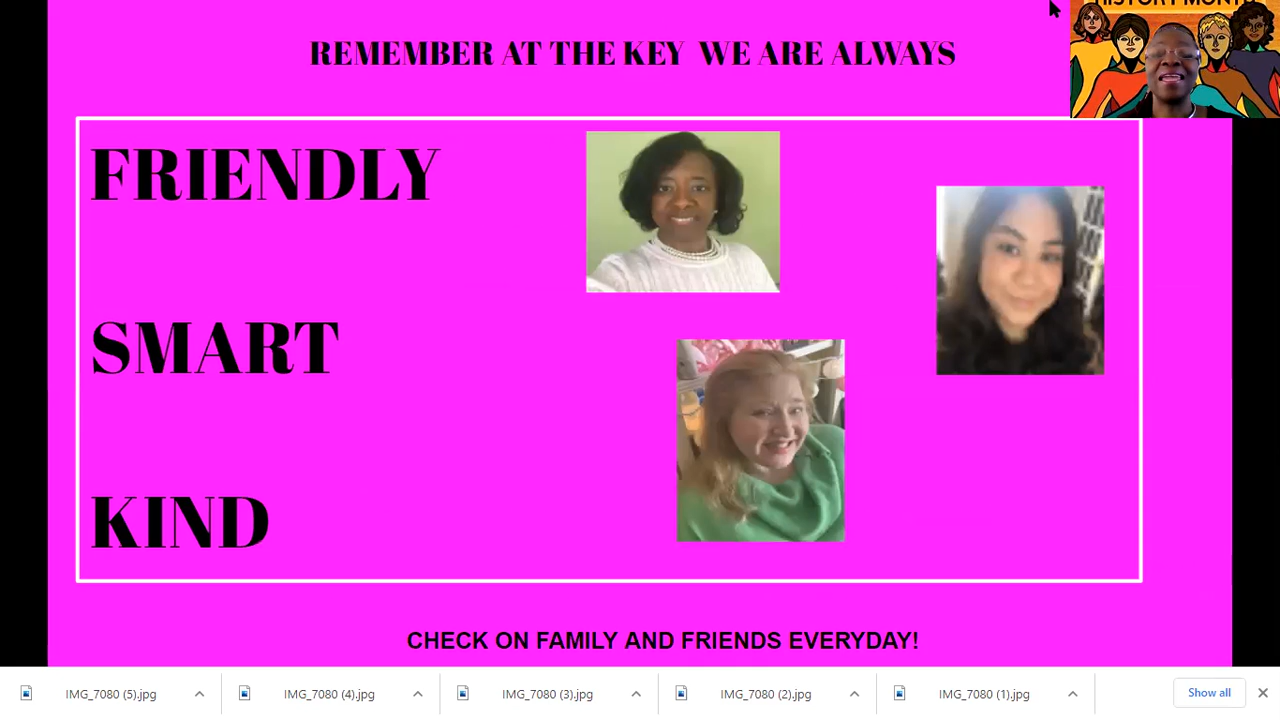 HISTORY MONTH
REMEMBER AT THE KEY WE ARE ALWAYS
FRIENDLY
SMART
KIND
CHECK ON FAMILY AND FRIENDS EVERYDAY!
IMG_7080 (5).jpg
IMG_7080 (4).jpg
IMG_7080 (3).jpg
IMG_7080 (2).jpg
IMG_7080 (1).jpg
Show all